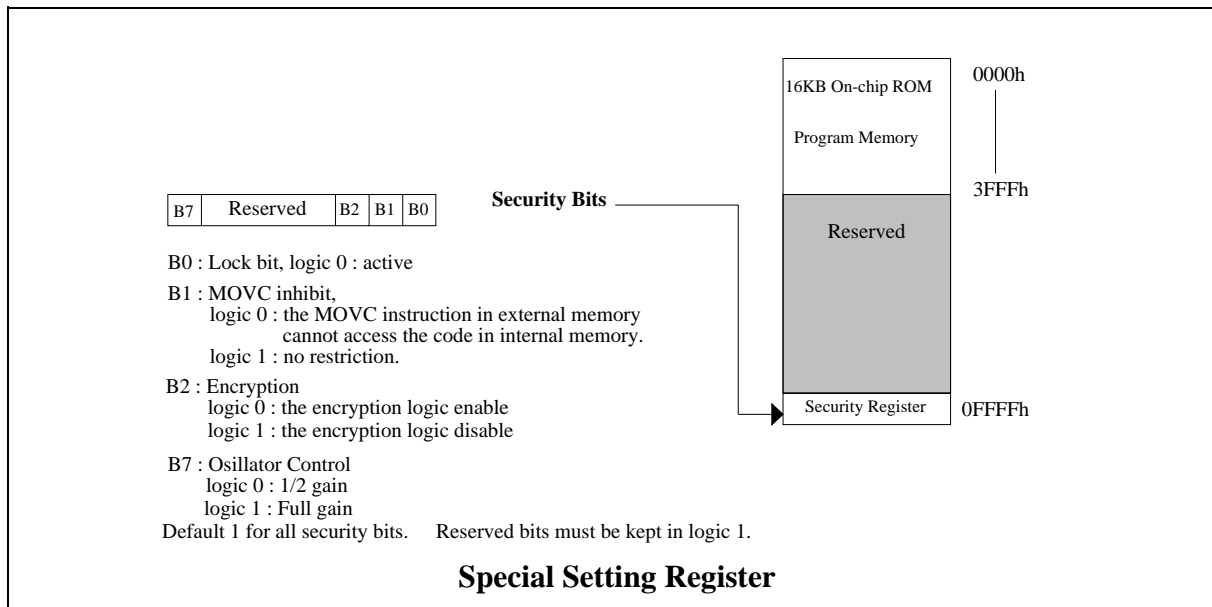 16KB On-chip ROM
0000h
Program Memory
3FFFh
B7 Reserved B2 B1 B0
Security Bits
Reserved
B0 : Lock bit, logic 0 : active
B1 : MOVC inhibit,
logic 0 : the MOVC instruction in external memory
cannot access the code in internal memory.
logic 1 : no restriction.
B2 : Encryption
logic 0 : the encryption logic enable
logic 1 : the encryption logic disable
Security Register
0FFFFh
B7 : Osillator Control
logic 0 : 1/2 gain
logic 1 : Full gain
Default 1 for all security bits. Reserved bits must be kept in logic 1.
Special Setting Register